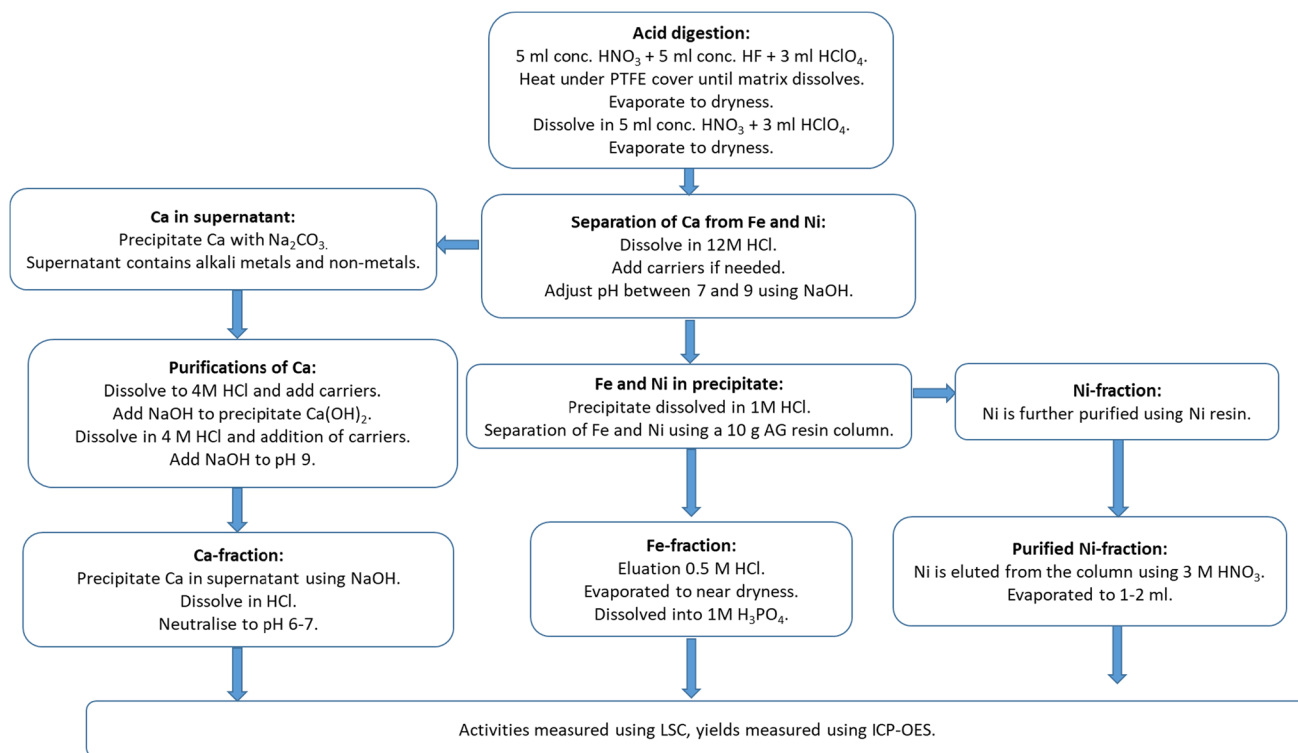 Acid digestion:
5 ml conc. HNO₃ + 5 ml conc. HF + 3 ml HClO₄.
Heat under PTFE cover until matrix dissolves.
Evaporate to dryness.
Dissolve in 5 ml conc. HNO₃ + 3 ml HClO₄.
Evaporate to dryness.
Ca in supernatant:
Precipitate Ca with Na₂CO₃.
Supernatant contains alkali metals and non-metals.
Separation of Ca from Fe and Ni:
Dissolve in 12M HCl.
Add carriers if needed.
Adjust pH between 7 and 9 using NaOH.
Purifications of Ca:
Dissolve to 4M HCl and add carriers.
Add NaOH to precipitate Ca(OH)₂.
Dissolve in 4 M HCl and addition of carriers.
Add NaOH to pH 9.
Fe and Ni in precipitate:
Precipitate dissolved in 1M HCl.
Separation of Fe and Ni using a 10 g AG resin column.
Ni-fraction:
Ni is further purified using Ni resin.
Ca-fraction:
Precipitate Ca in supernatant using NaOH.
Dissolve in HCl.
Neutralise to pH 6-7.
Fe-fraction:
Eluation 0.5 M HCl.
Evaporated to near dryness.
Dissolved into 1M H₃PO₄.
Purified Ni-fraction:
Ni is eluted from the column using 3 M HNO₃.
Evaporated to 1-2 ml.
Activities measured using LSC, yields measured using ICP-OES.